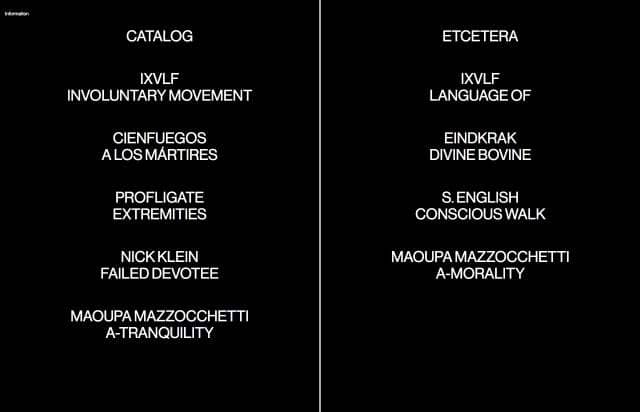 Information
CATALOG
IXVLF
INVOLUNTARY MOVEMENT
CIENFUEGOS
A LOS MÁRTIRES
PROFLIGATE
EXTREMITIES
NICK KLEIN
FAILED DEVOTEE
MAOUPA MAZZOCCHETTI
A-TRANQUILITY
ETCETERA
IXVLF
LANGUAGE OF
EINDKRAK
DIVINE BOVINE
S. ENGLISH
CONSCIOUS WALK
MAOUPA MAZZOCCHETTI
A-MORALITY